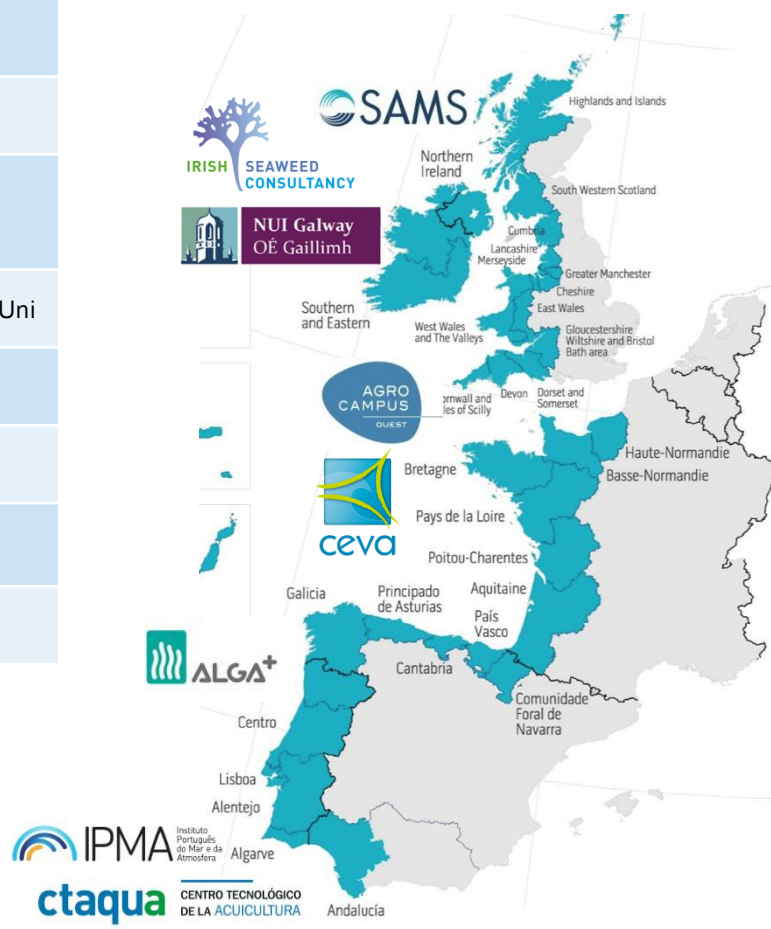 SAMS
Highlands and Islands
IRISH SEAWEED
CONSULTANCY
Northern
Ireland
South Western Scotland
NUI Galway
OÉ Gaillimh
Cumbria
Lancashire
Merseyside
Greater Manchester
Cheshire
East Wales
Uni
Southern
and Eastern
West Wales
and The Valleys
Gloucestershire
Wiltshire and Bristol
Bath area
AGRO
CAMPUS
OUEST
ornwall and
les of Scilly
Devon
Dorset and
Somerset
Haute-Normandie
Bretagne
Basse-Normandie
ceva
Pays de la Loire
Poitou-Charentes
Galicia
Principado
de Asturias
Aquitaine
País
Vasco
ALGA+
Cantabria
Comunidade
Foral de
Navarra
Centro
Lisboa
Alentejo
IPMA
Instituto
Português
do Mar e da
Atmosfera
Algarve
ctaqua
CENTRO TECNOLÓGICO
DE LA ACUICULTURA
Andalucía